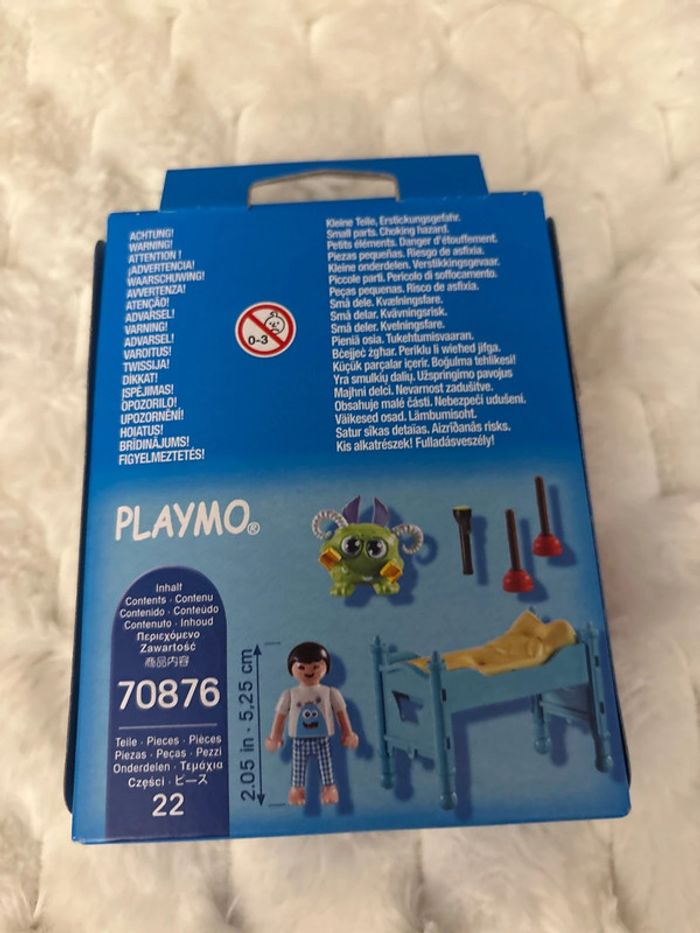 ACHTUNG!
WARNING!
ATTENTION !
¡ADVERTENCIA!
WAARSCHUWING!
AVVERTENZA!
ATENÇÃO!
ADVARSEL!
VARNING!
ADVARSEL!
VAROITUS!
TWISSIJA!
DİKKAT!
ĮSPĖJIMAS!
OPOZORILO!
UPOZORNĚNÍ!
HOIATUS!
BRĪDINĀJUMS!
FIGYELMEZTETÉS!
0-3
Kleine Teile, Erstickungsgefahr.
Small parts. Choking hazard.
Petits éléments. Danger d'étouffement.
Piezas pequeñas. Riesgo de asfixia.
Kleine onderdelen. Verstikkingsgevaar.
Piccole parti. Pericolo di soffocamento.
Peças pequenas. Risco de asfixia.
Små dele. Kvælningsfare.
Små delar. Kvävningsrisk.
Små deler. Kvelningsfare.
Pieniä osia. Tukehtumisvaaran.
Bċejjeċ żgħar. Periklu li wieħed jifga.
Küçük parçalar içerir. Boğulma tehlikesi!
Yra smulkių dalių. Užspringimo pavojus
Majhni delci. Nevarnost zadušitve.
Obsahuje malé části. Nebezpečí udušení.
Väikesed osad. Lämbumisoht.
Satur sīkas detaļas. Aizrīšanās risks.
Kis alkatrészek! Fulladásveszély!
PLAYMO®
Inhalt
Contents · Contenu
Contenido · Conteúdo
Contenuto · Inhoud
Περιεχόμενο
Zawartość
商品内容
70876
Teile · Pieces · Pièces
Piezas · Peças · Pezzi
Onderdelen · Τεμάχια
Części · ピース
22
2.05 in · 5,25 cm